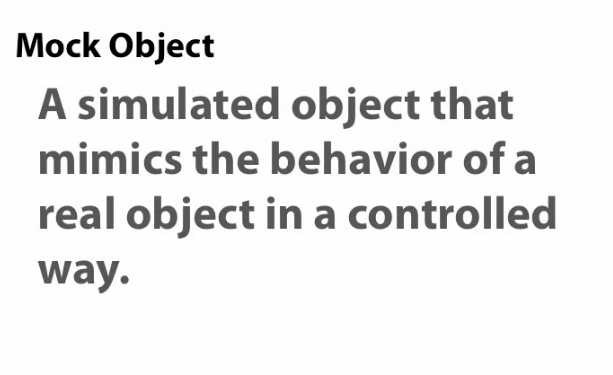 Mock Object
A simulated object that
mimics the behavior of a
real object in a controlled
way.